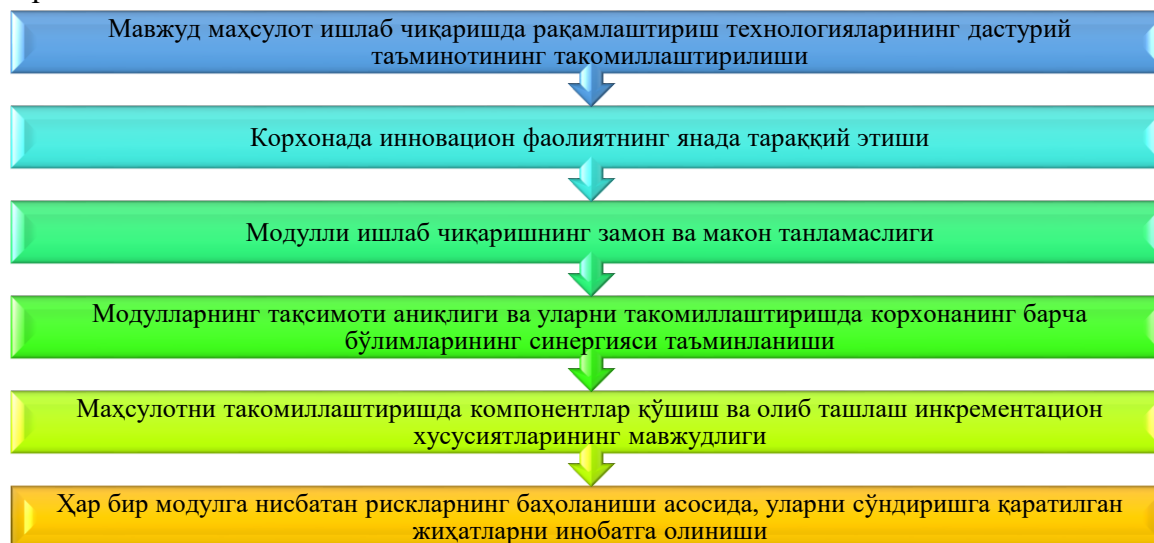 Мавжуд маҳсулот ишлаб чиқаришда рақамлаштириш технологияларининг дастурий
таъминотининг такомиллаштирилиши
Корхонада инновацион фаолиятнинг янада тараққий этиши
Модулли ишлаб чиқаришнинг замон ва макон танламаслиги
Модулларнинг тақсимоти аниқлиги ва уларни такомиллаштиришда корхонанинг барча
бўлимларининг синергияси таъминланиши
Маҳсулотни такомиллаштиришда компонентлар қўшиш ва олиб ташлаш инкрементацион
хусусиятларининг мавжудлиги
Ҳар бир модулга нисбатан рискларнинг баҳоланиши асосида, уларни сўндиришга қаратилган
жиҳатларни инобатга олиниши